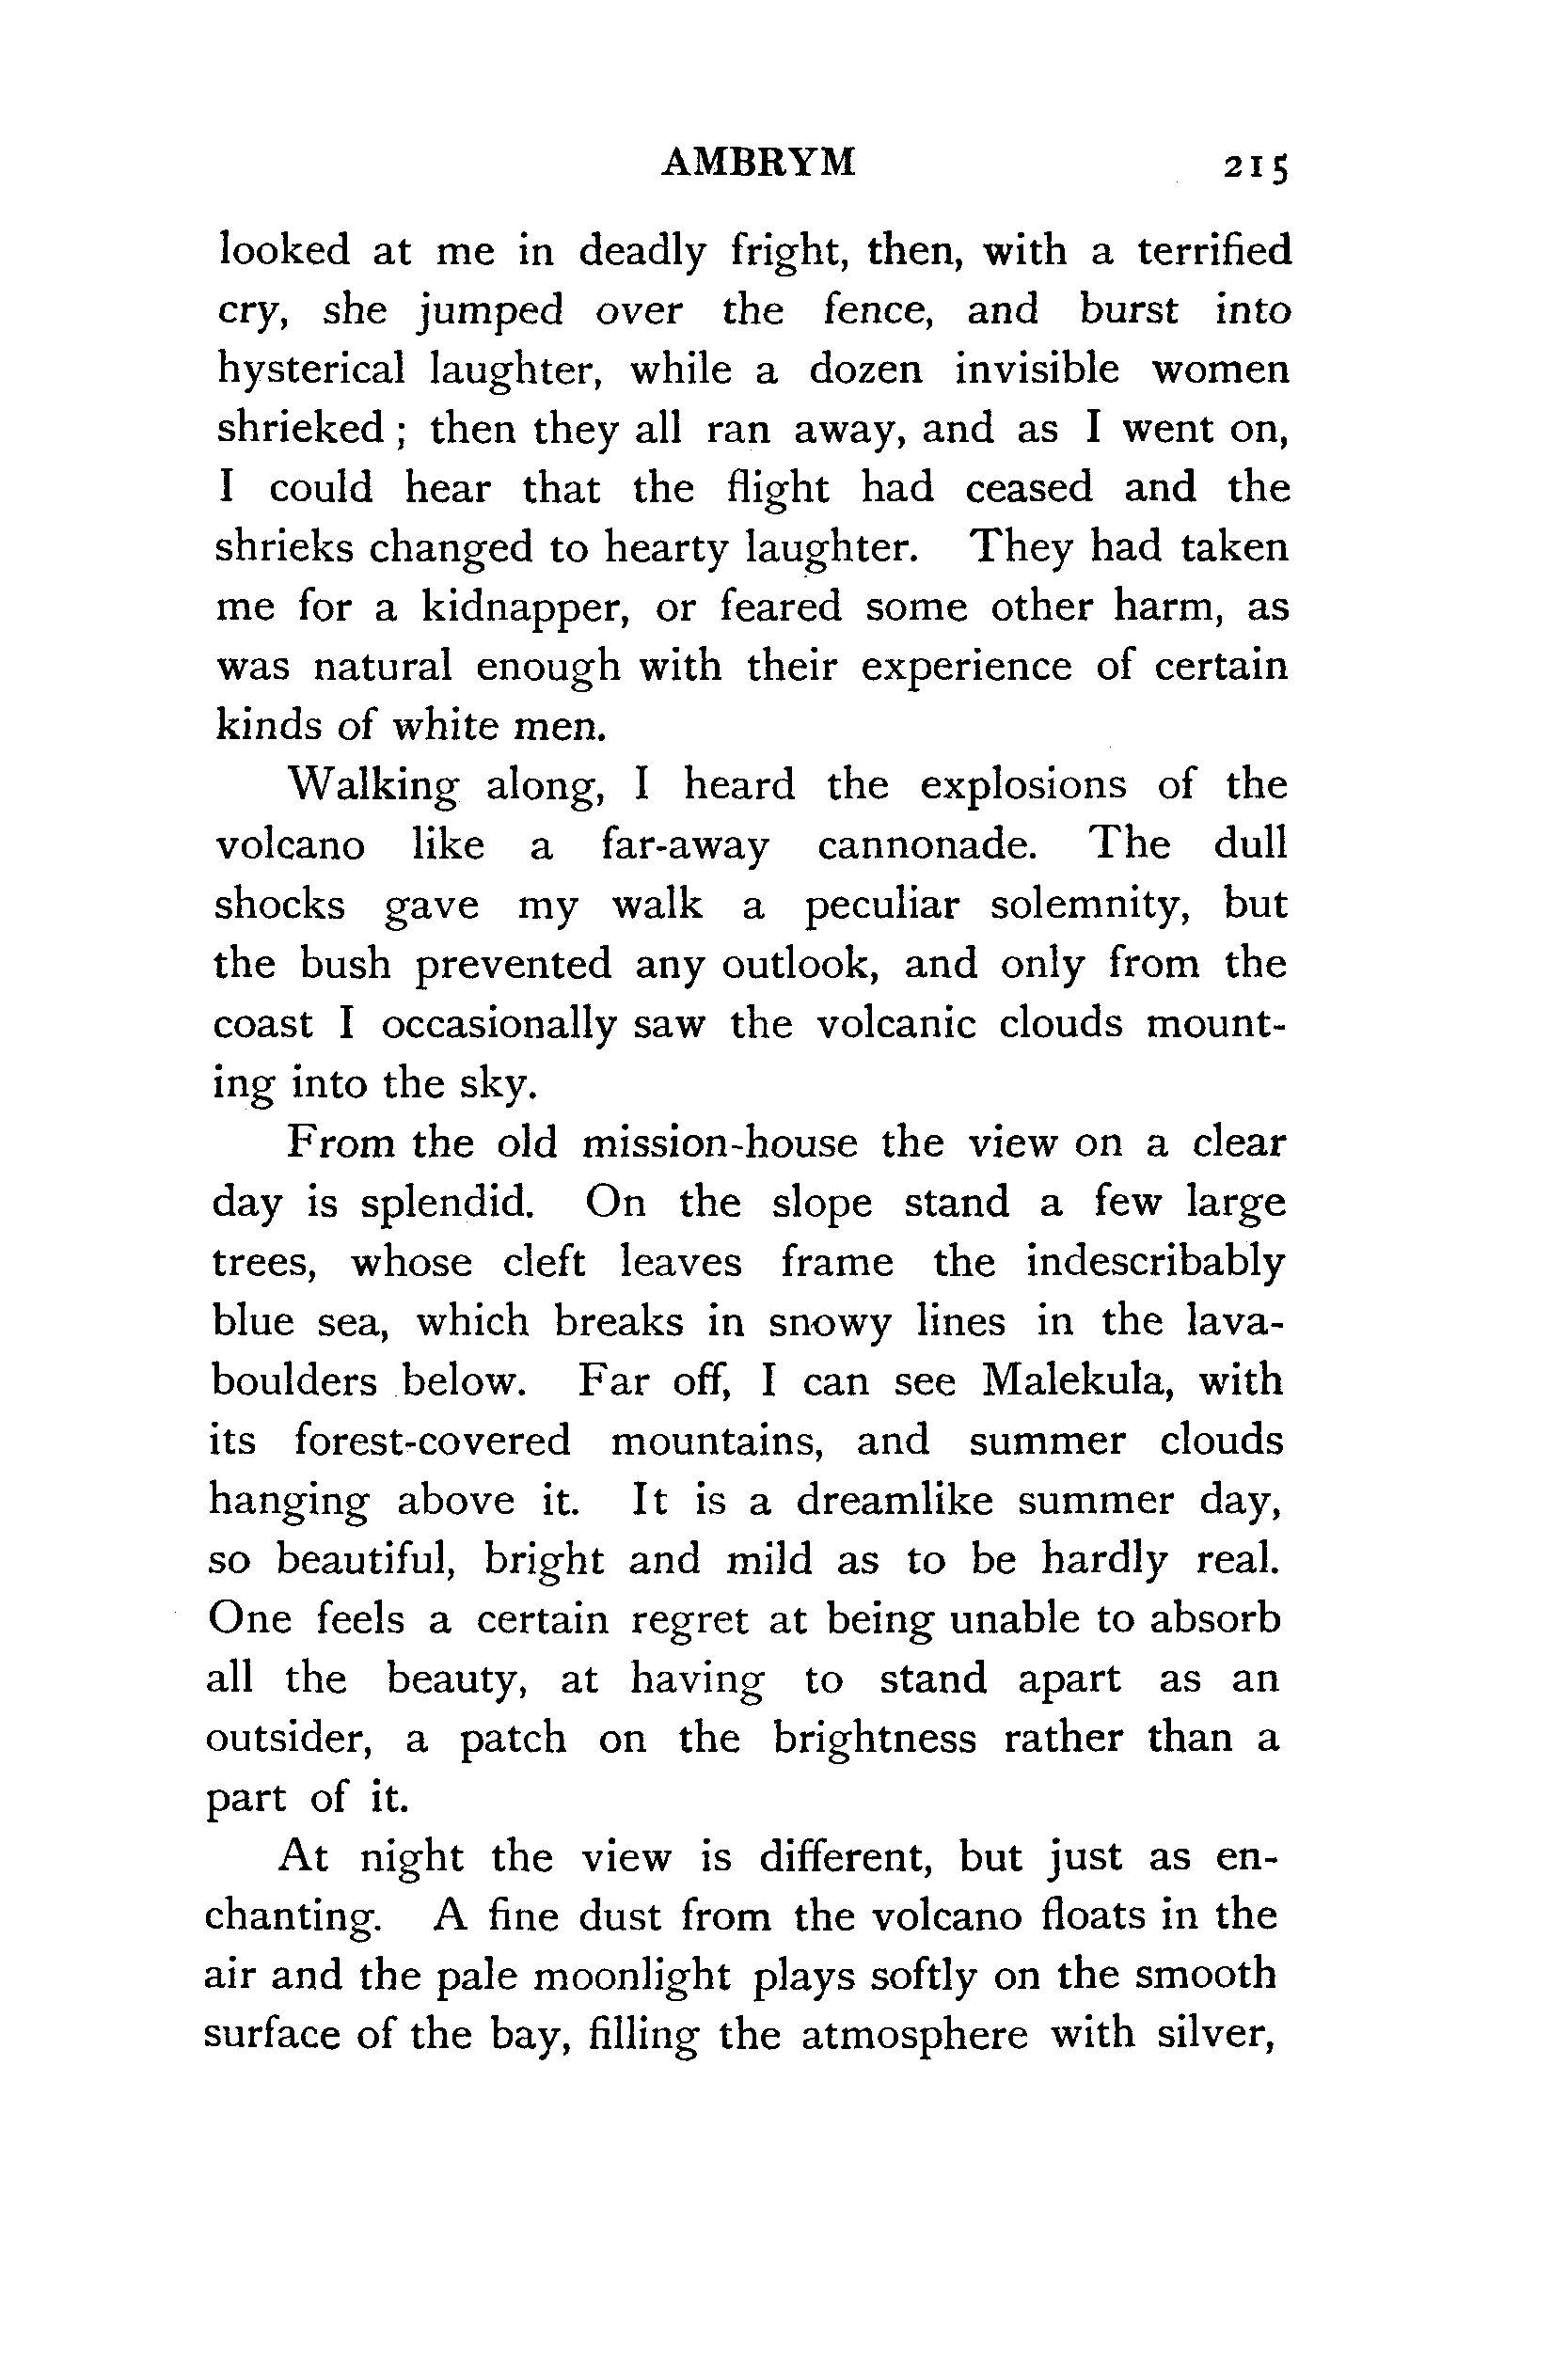 AMBRYM 215
looked at me in deadly fright, then, with a terrified
cry, she jumped over the fence, and burst into
hysterical laughter, while a dozen invisible women
shrieked ; then they all ran away, and as I went on,
I could hear that the flight had ceased and the
shrieks changed to hearty laughter. They had taken
me for a kidnapper, or feared some other harm, as
was natural enough with their experience of certain
kinds of white men.
Walking along, I heard the explosions of the
volcano like a far-away cannonade. The dull
shocks gave my walk a peculiar solemnity, but
the bush prevented any outlook, and only from the
coast I occasionally saw the volcanic clouds mount-
ing into the sky.
From the old mission-house the view on a clear
day is splendid. On the slope stand a few large
trees, whose cleft leaves frame the indescribably
blue sea, which breaks in snowy lines in the lava-
boulders below. Far off, I can see Malekula, with
its forest-covered mountains, and summer clouds
hanging above it. It is a dreamlike summer day,
so beautiful, bright and mild as to be hardly real.
One feels a certain regret at being unable to absorb
all the beauty, at having to stand apart as an
outsider, a patch on the brightness rather than a
part of it.
At night the view is different, but just as en-
chanting. A fine dust from the volcano floats in the
air and the pale moonlight plays softly on the smooth
surface of the bay, filling the atmosphere with silver,